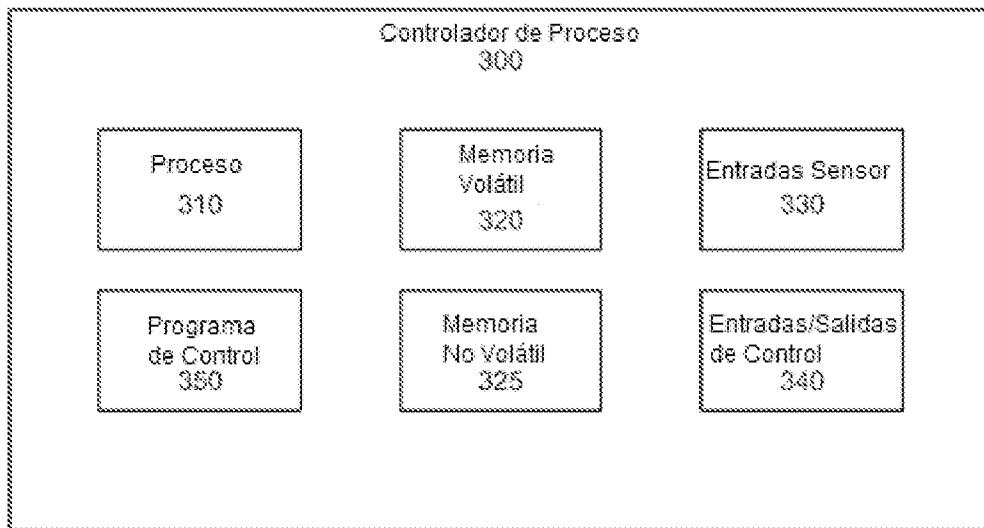 Controlador de Proceso
300
Proceso
310
Memoria
Volátil
320
Entradas Sensor
330
Programa
de Control
350
Memoria
No Volátil
325
Entradas/Salidas
de Control
340